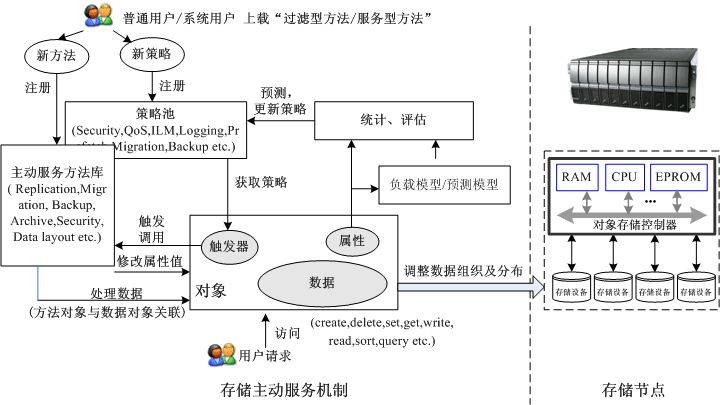 普通用户/系统用户 上载“过滤型方法/服务型方法”
新方法
新策略
注册
注册
预测,
更新策略
策略池
(Security,QoS,ILM,Logging,Pr
Migration,Backup etc.)
统计、评估
主动服务方法库
( Replication,Migr
ation, Backup,
Archive,Security,
Data layout etc.)
获取策略
负载模型/预测模型
触发
调用
触发器
属性
修改属性值
对象
数据
处理数据
(方法对象与数据对象关联)
调整数据组织及分布
访问
(create,delete,set,get,write,
read,sort,query etc.)
用户请求
存储主动服务机制
RAM
CPU
EPROM
...
对象存储控制器
存储设备
存储设备
存储设备
存储设备
存储节点